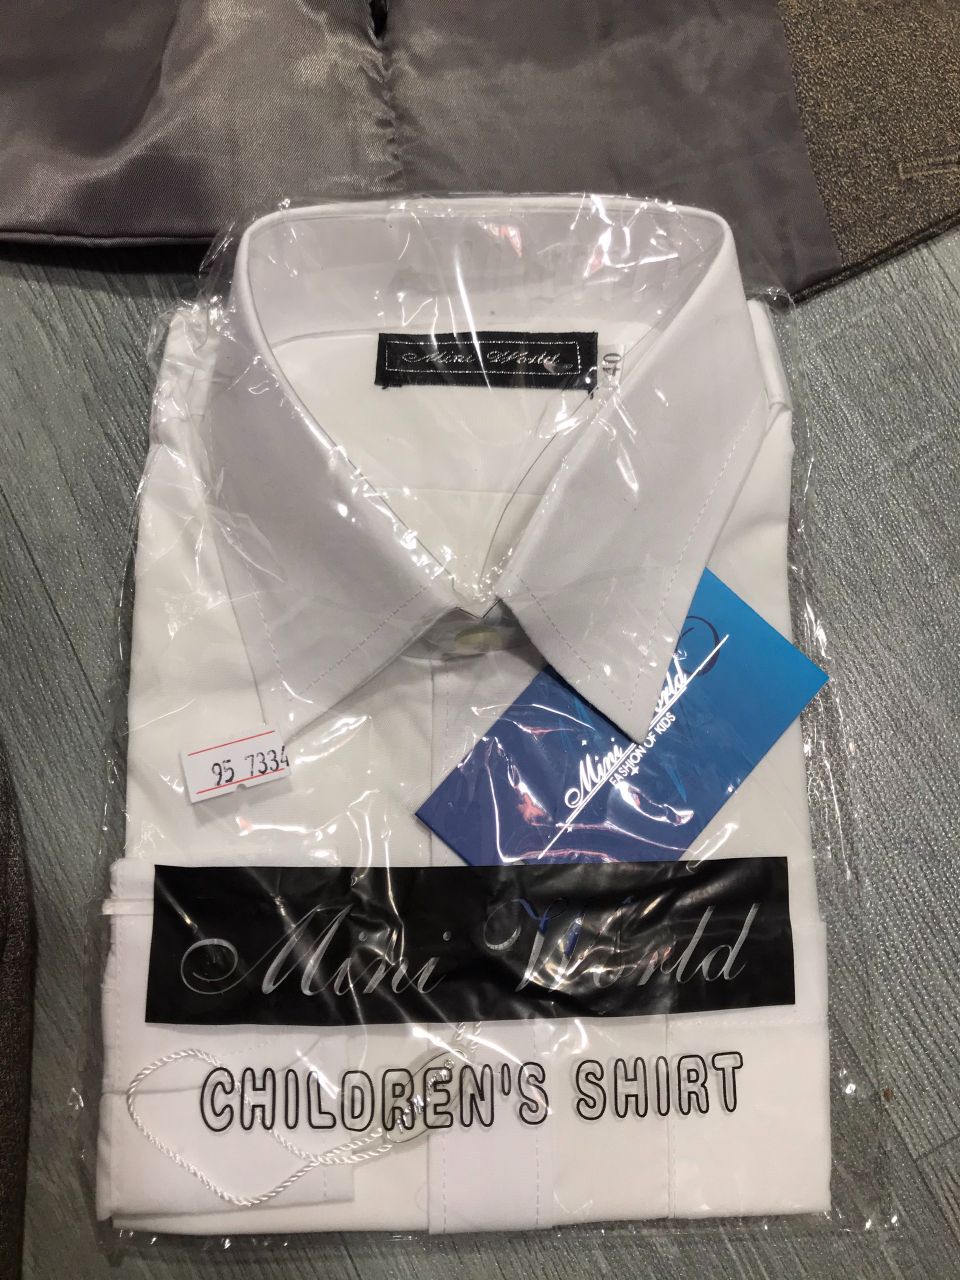 Mini World
40
95 7334
Mini World
FASHION OF KIDS
Mini World
CHILDREN'S SHIRT